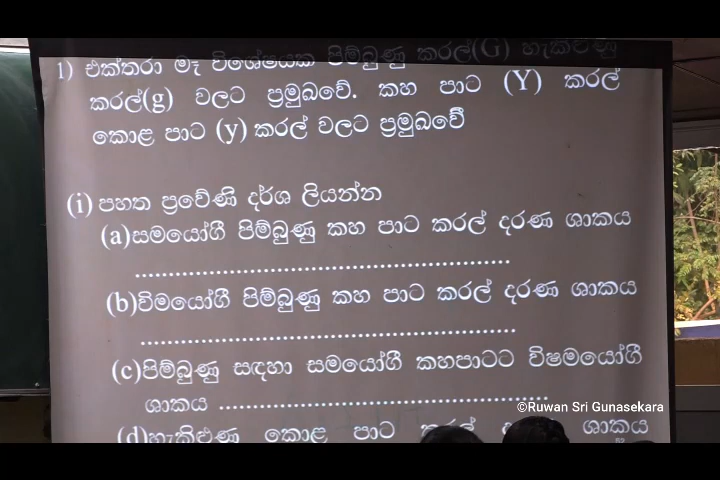 1) එක්තරා මෑ විශේෂයක පිම්බුණු කරල්(G) හැකිළුණු
කරල්(g) වලට ප්‍රමුඛවේ. කහ පාට (Y) කරල්
කොළ පාට (y) කරල් වලට ප්‍රමුඛවේ
(i) පහත ප්‍රවේණි දර්ශ ලියන්න
(a)සමයෝගී පිම්බුණු කහ පාට කරල් දරණ ශාකය
..........................................................
(b)විමයෝගී පිම්බුණු කහ පාට කරල් දරණ ශාකය
..........................................................
(c)පිම්බුණු සඳහා සමයෝගී කහපාටට විෂමයෝගී
ශාකය ..................................................
©Ruwan Sri Gunasekara
(d)හැකිළුණු කොළ පාට ශාකය